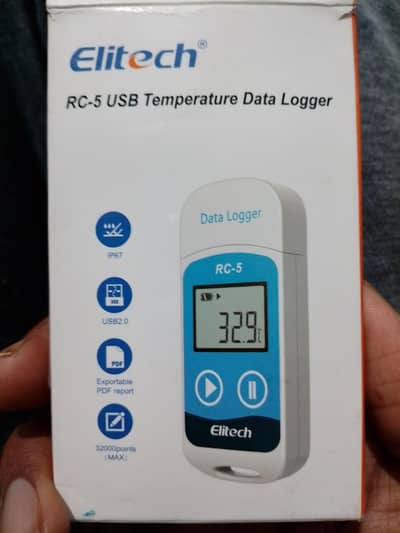 Elitech®
RC-5 USB Temperature Data Logger
IP67
USB2.0
PDF
Exportable
PDF report
32000points
(MAX)
Data Logger
RC-5
32.9℃
Elitech